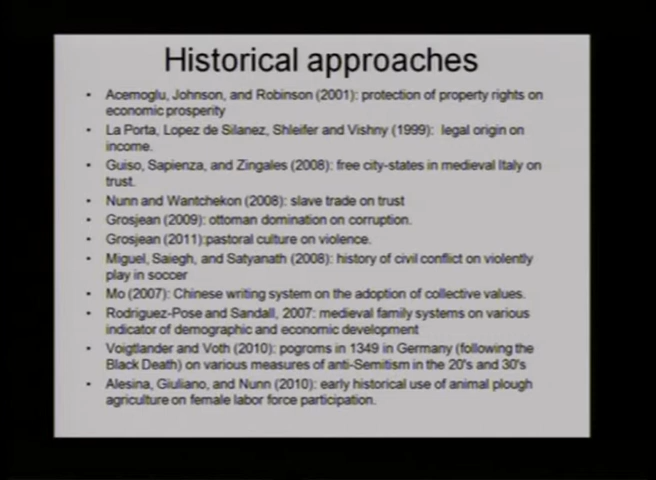 Historical approaches
• Acemoglu, Johnson, and Robinson (2001): protection of property rights on
economic prosperity
• La Porta, Lopez de Silanez, Shleifer and Vishny (1999): legal origin on
income.
• Guiso, Sapienza, and Zingales (2008): free city-states in medieval Italy on
trust.
• Nunn and Wantchekon (2008): slave trade on trust
• Grosjean (2009): ottoman domination on corruption.
• Grosjean (2011):pastoral culture on violence.
• Miguel, Saiegh, and Satyanath (2008): history of civil conflict on violently
play in soccer
• Mo (2007): Chinese writing system on the adoption of collective values.
• Rodriguez-Pose and Sandall, 2007: medieval family systems on various
indicator of demographic and economic development
• Voigtlander and Voth (2010): pogroms in 1349 in Germany (following the
Black Death) on various measures of anti-Semitism in the 20's and 30's
• Alesina, Giuliano, and Nunn (2010): early historical use of animal plough
agriculture on female labor force participation.